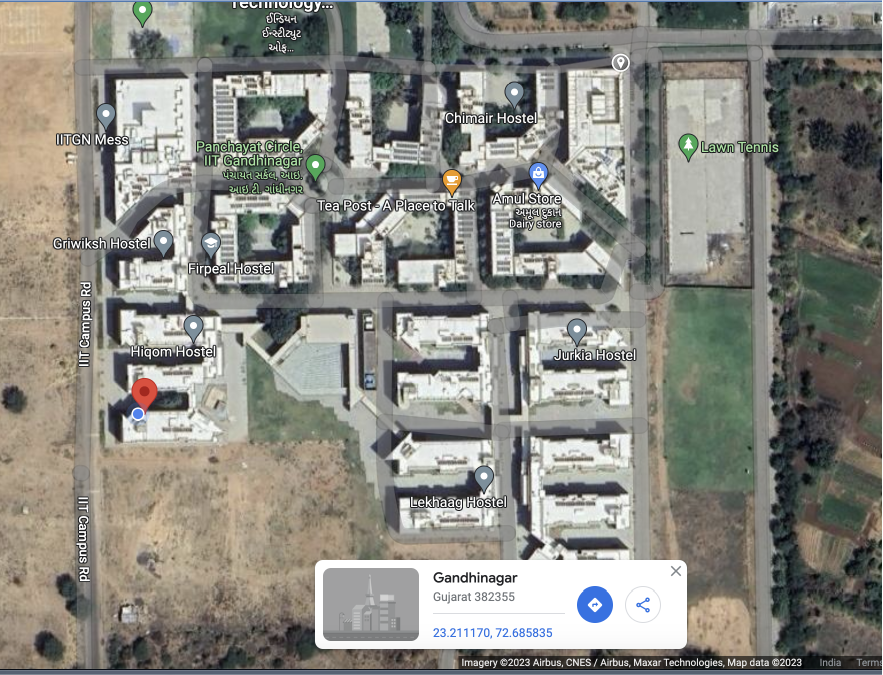 Technology...
ઈન્ડિયન
ઈન્સ્ટીટ્યુટ
ઓફ...
Chimair Hostel
IITGN Mess
Panchayat Circle,
IIT Gandhinagar
પંચાયત સર્કલ, આઇ.
આઇ.ટી. ગાંધીનગર
Lawn Tennis
Tea Post - A Place to Talk
Amul Store
અમૂલ દુકાન
Dairy store
Griwiksh Hostel
Firpeal Hostel
IIT Campus Rd
Hiqom Hostel
Jurkia Hostel
Lekhaag Hostel
IIT Campus Rd
Gandhinagar
Gujarat 382355
23.211170, 72.685835
Imagery ©2023 Airbus, CNES / Airbus, Maxar Technologies, Map data ©2023 India Terms